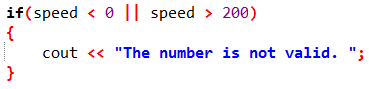 if(speed < 0 || speed > 200)
{
cout << "The number is not valid. ";
}